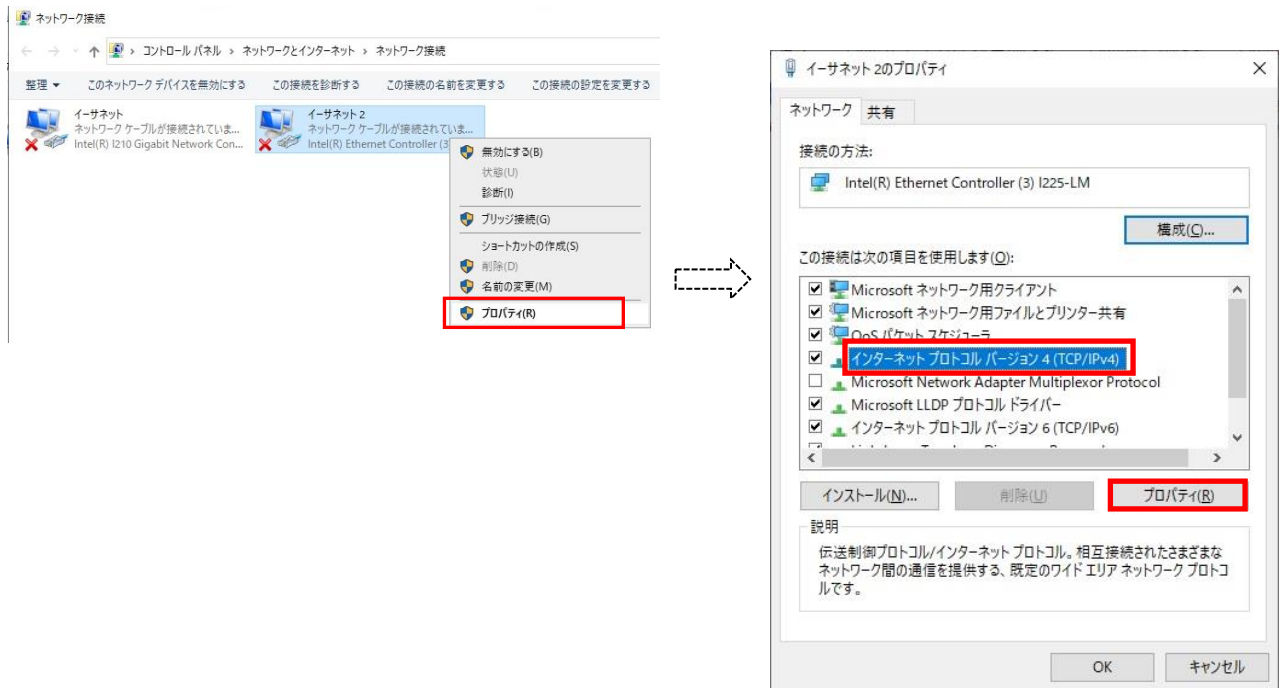 ネットワーク接続
コントロール パネル › ネットワークとインターネット › ネットワーク接続
整理 このネットワーク デバイスを無効にする この接続を診断する この接続の名前を変更する この接続の設定を変更する
イーサネット
ネットワーク ケーブルが接続されていま...
Intel(R) I210 Gigabit Network Con...
イーサネット 2
ネットワーク ケーブルが接続されていま...
Intel(R) Ethernet Controller (3
無効にする(B)
状態(U)
診断(I)
ブリッジ接続(G)
ショートカットの作成(S)
削除(D)
名前の変更(M)
プロパティ(R)
イーサネット 2のプロパティ
ネットワーク 共有
接続の方法:
Intel(R) Ethernet Controller (3) I225-LM
構成(C)...
この接続は次の項目を使用します(O):
Microsoft ネットワーク用クライアント
Microsoft ネットワーク用ファイルとプリンター共有
QoS パケット スケジューラ
インターネット プロトコル バージョン 4 (TCP/IPv4)
Microsoft Network Adapter Multiplexor Protocol
Microsoft LLDP プロトコル ドライバー
インターネット プロトコル バージョン 6 (TCP/IPv6)
インストール(N)... 削除(U) プロパティ(R)
説明
伝送制御プロトコル/インターネット プロトコル。相互接続されたさまざまな
ネットワーク間の通信を提供する、既定のワイド エリア ネットワーク プロトコ
ルです。
OK キャンセル